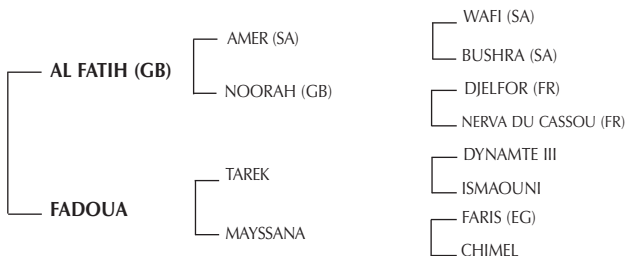 WAFI (SA)
AMER (SA)
BUSHRA (SA)
AL FATIH (GB)
DJELFOR (FR)
NOORAH (GB)
NERVA DU CASSOU (FR)
DYNAMTE III
TAREK
ISMAOUNI
FADOUA
FARIS (EG)
MAYSSANA
CHIMEL